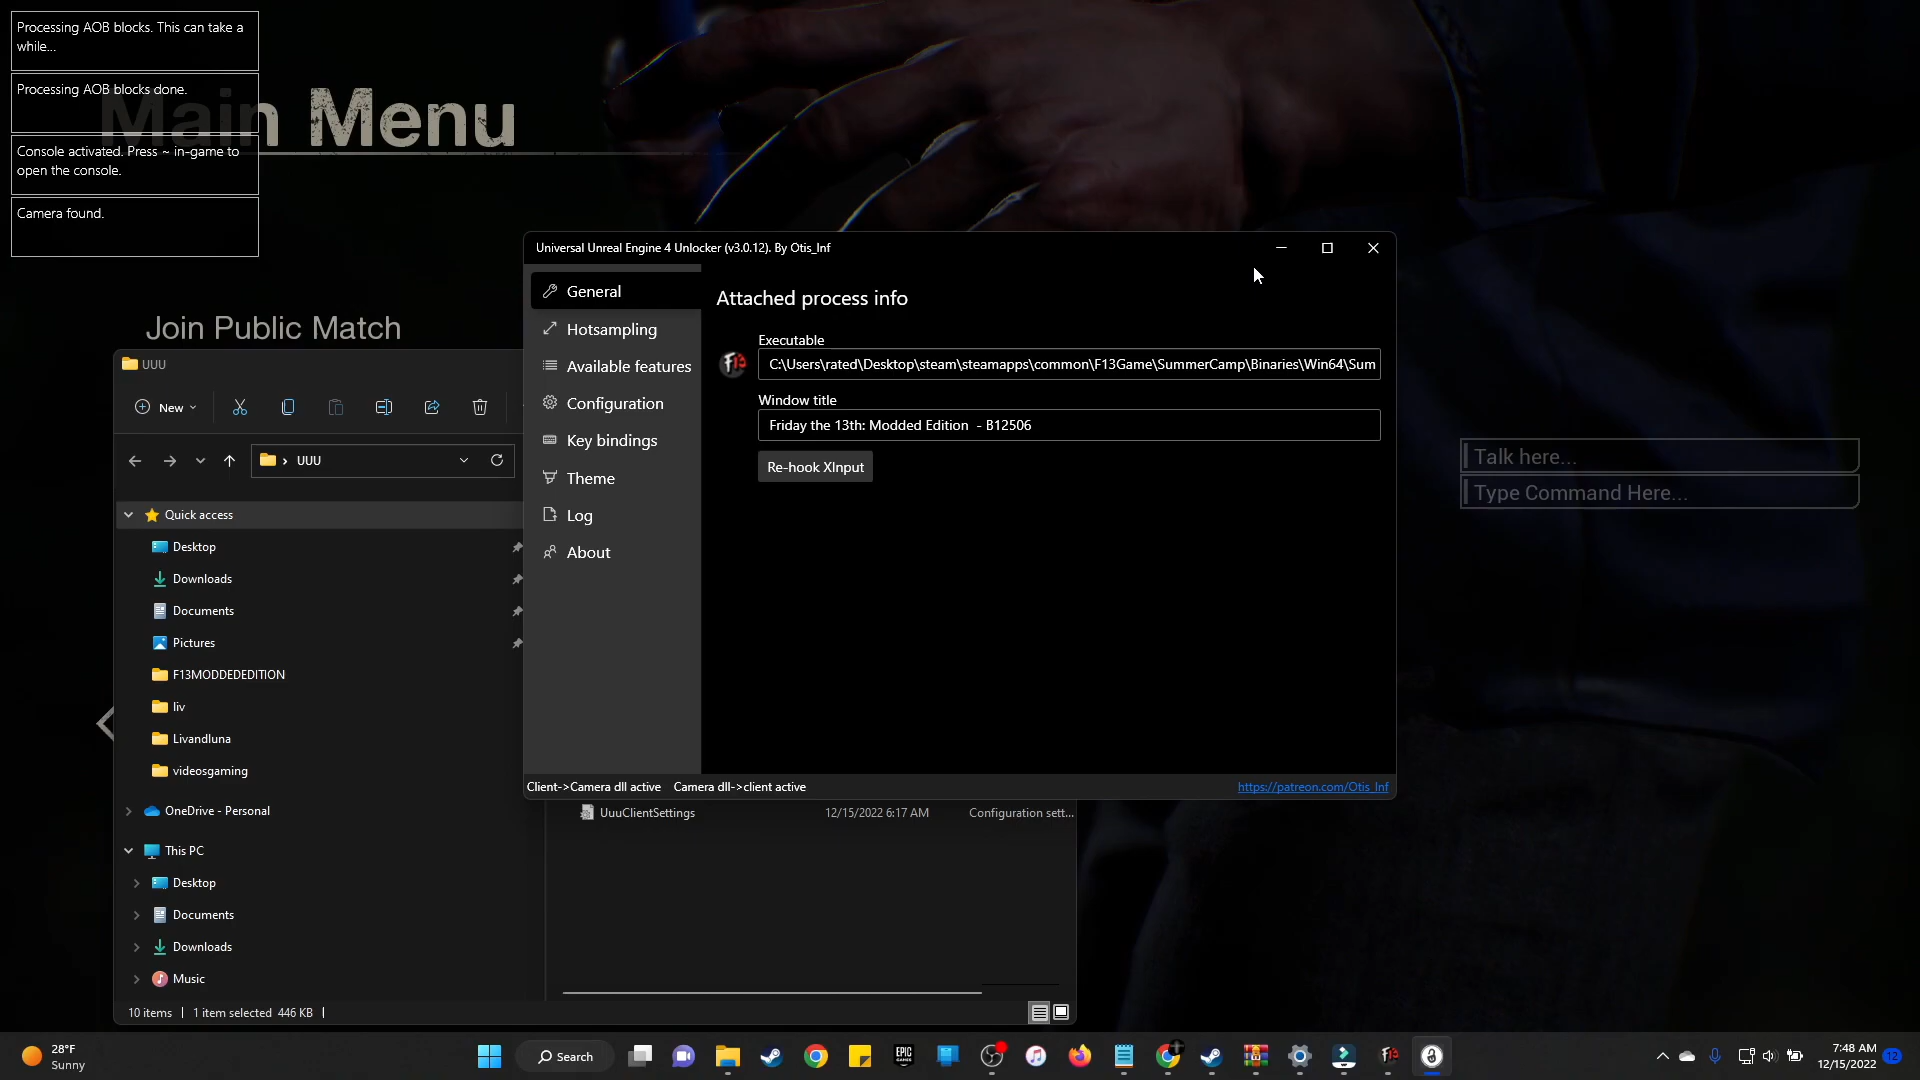 Processing AOB blocks. This can take a
while...
Processing AOB blocks done.
Main Menu
Console activated. Press ~ in-game to
open the console.
Camera found.
Join Public Match
Universal Unreal Engine 4 Unlocker (v3.0.12). By Otis_Inf
General
Hotsampling
Available features
Configuration
Key bindings
Theme
Log
About
Attached process info
Executable
F13
C:\Users\rated\Desktop\steam\steamapps\common\F13Game\SummerCamp\Binaries\Win64\Sum
Window title
Friday the 13th: Modded Edition - B12506
Re-hook XInput
Client->Camera dll active Camera dll->client active
https://patreon.com/Otis_Inf
Talk here...
Type Command Here...
UUU
New
UUU
Quick access
Desktop
Downloads
Documents
Pictures
F13MODDEDEDITION
liv
Livandluna
videosgaming
OneDrive - Personal
This PC
Desktop
Documents
Downloads
Music
UuuClientSettings 12/15/2022 6:17 AM Configuration sett...
10 items 1 item selected 446 KB
28°F
Sunny
Search
EPIC
GAMES
F13
7:48 AM
12/15/2022
12